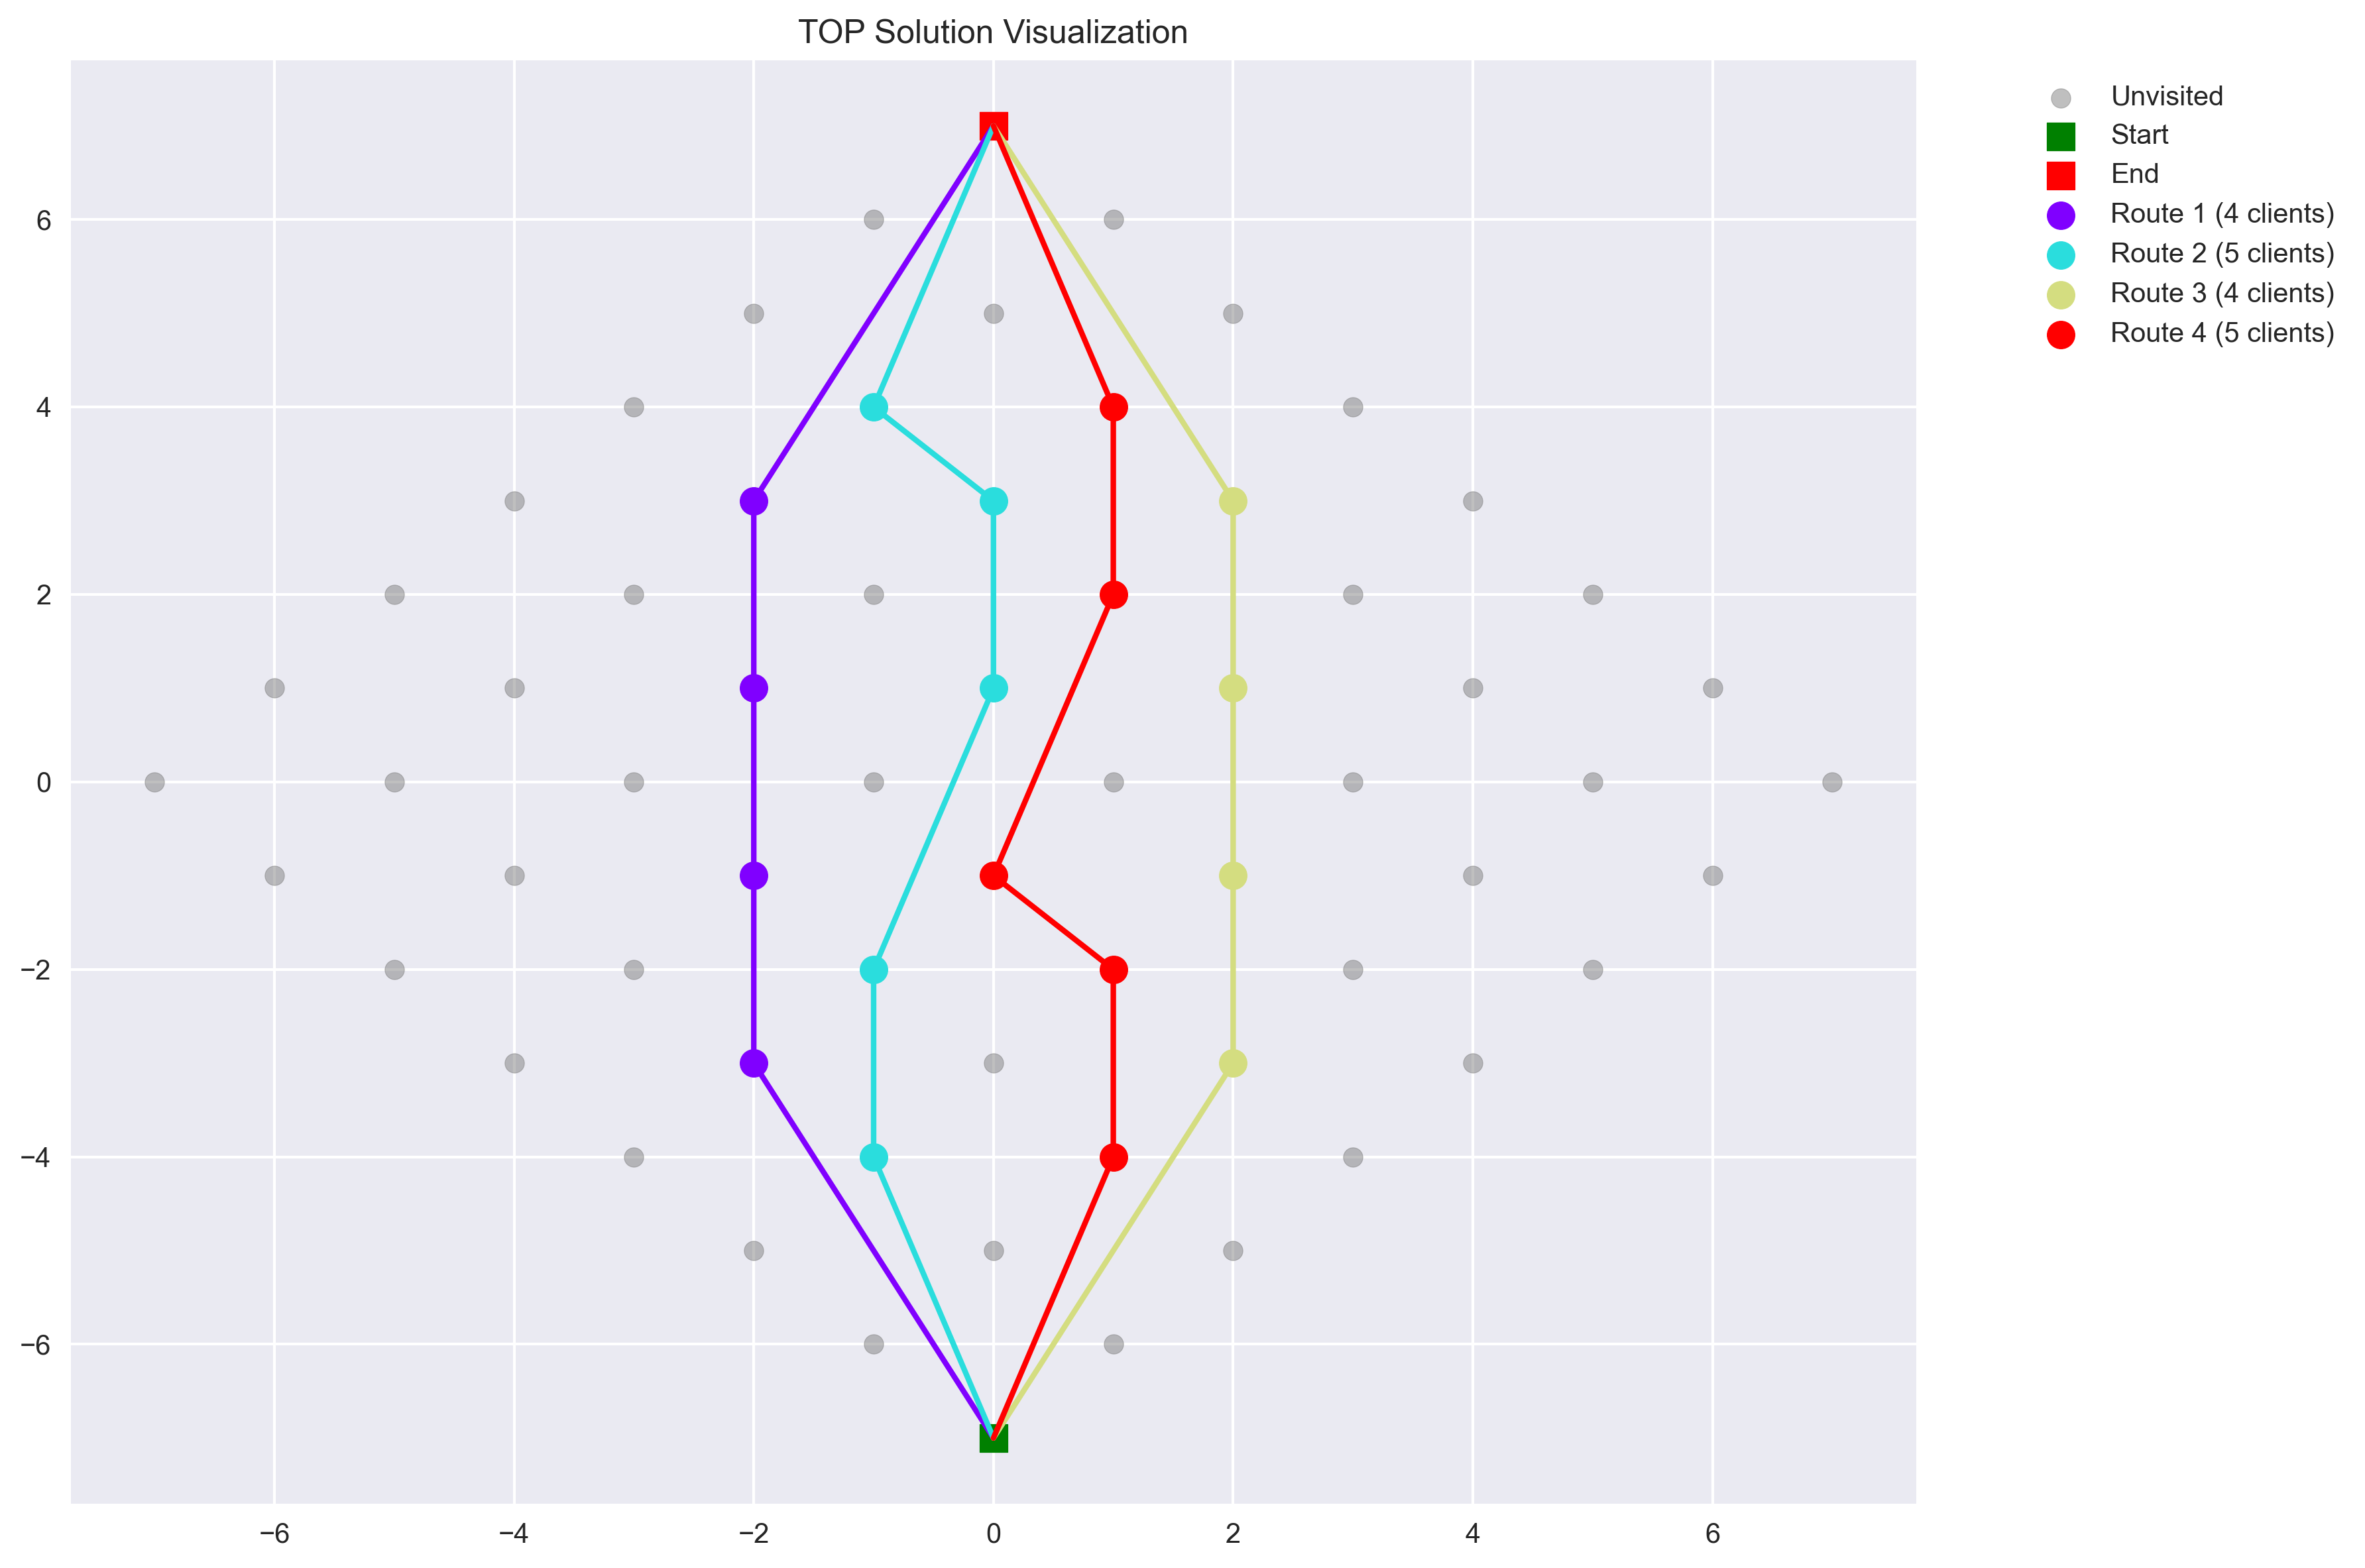 TOP Solution Visualization
Unvisited
Start
End
Route 1 (4 clients)
Route 2 (5 clients)
Route 3 (4 clients)
Route 4 (5 clients)
6
4
2
0
−2
−4
−6
−6 −4 −2 0 2 4 6